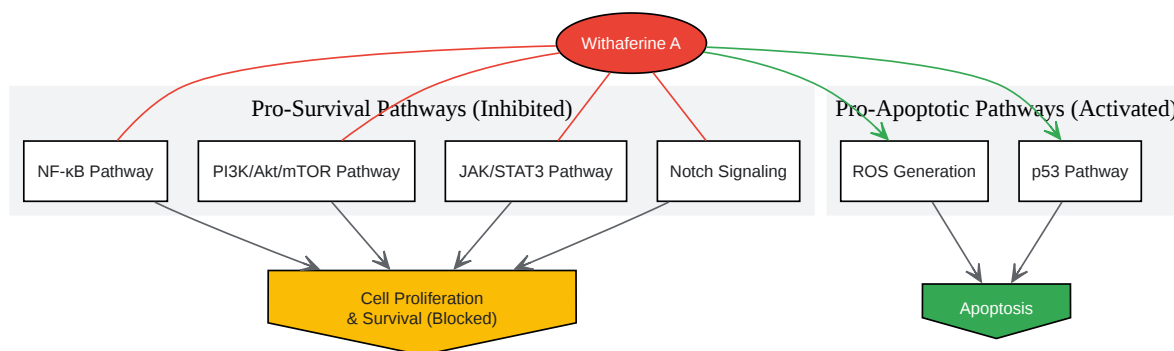 Withaferine A
Pro-Survival Pathways (Inhibited)
Pro-Apoptotic Pathways (Activated)
NF-κB Pathway
PI3K/Akt/mTOR Pathway
JAK/STAT3 Pathway
Notch Signaling
ROS Generation
p53 Pathway
Cell Proliferation
& Survival (Blocked)
Apoptosis